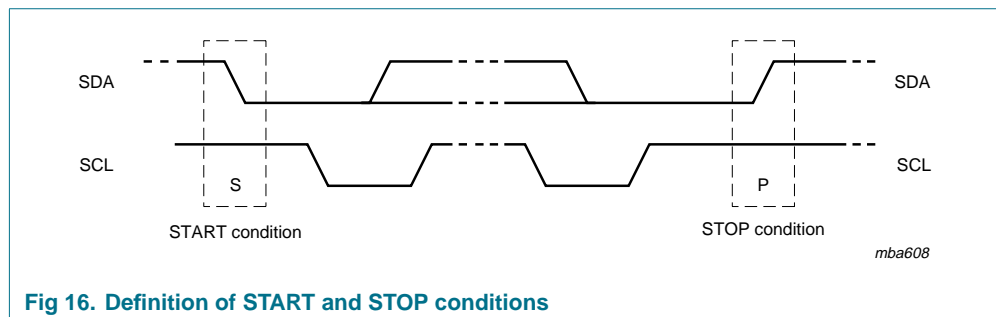 SDA SDA
SCL SCL
S P
START condition STOP condition
mba608
Fig 16. Definition of START and STOP conditions